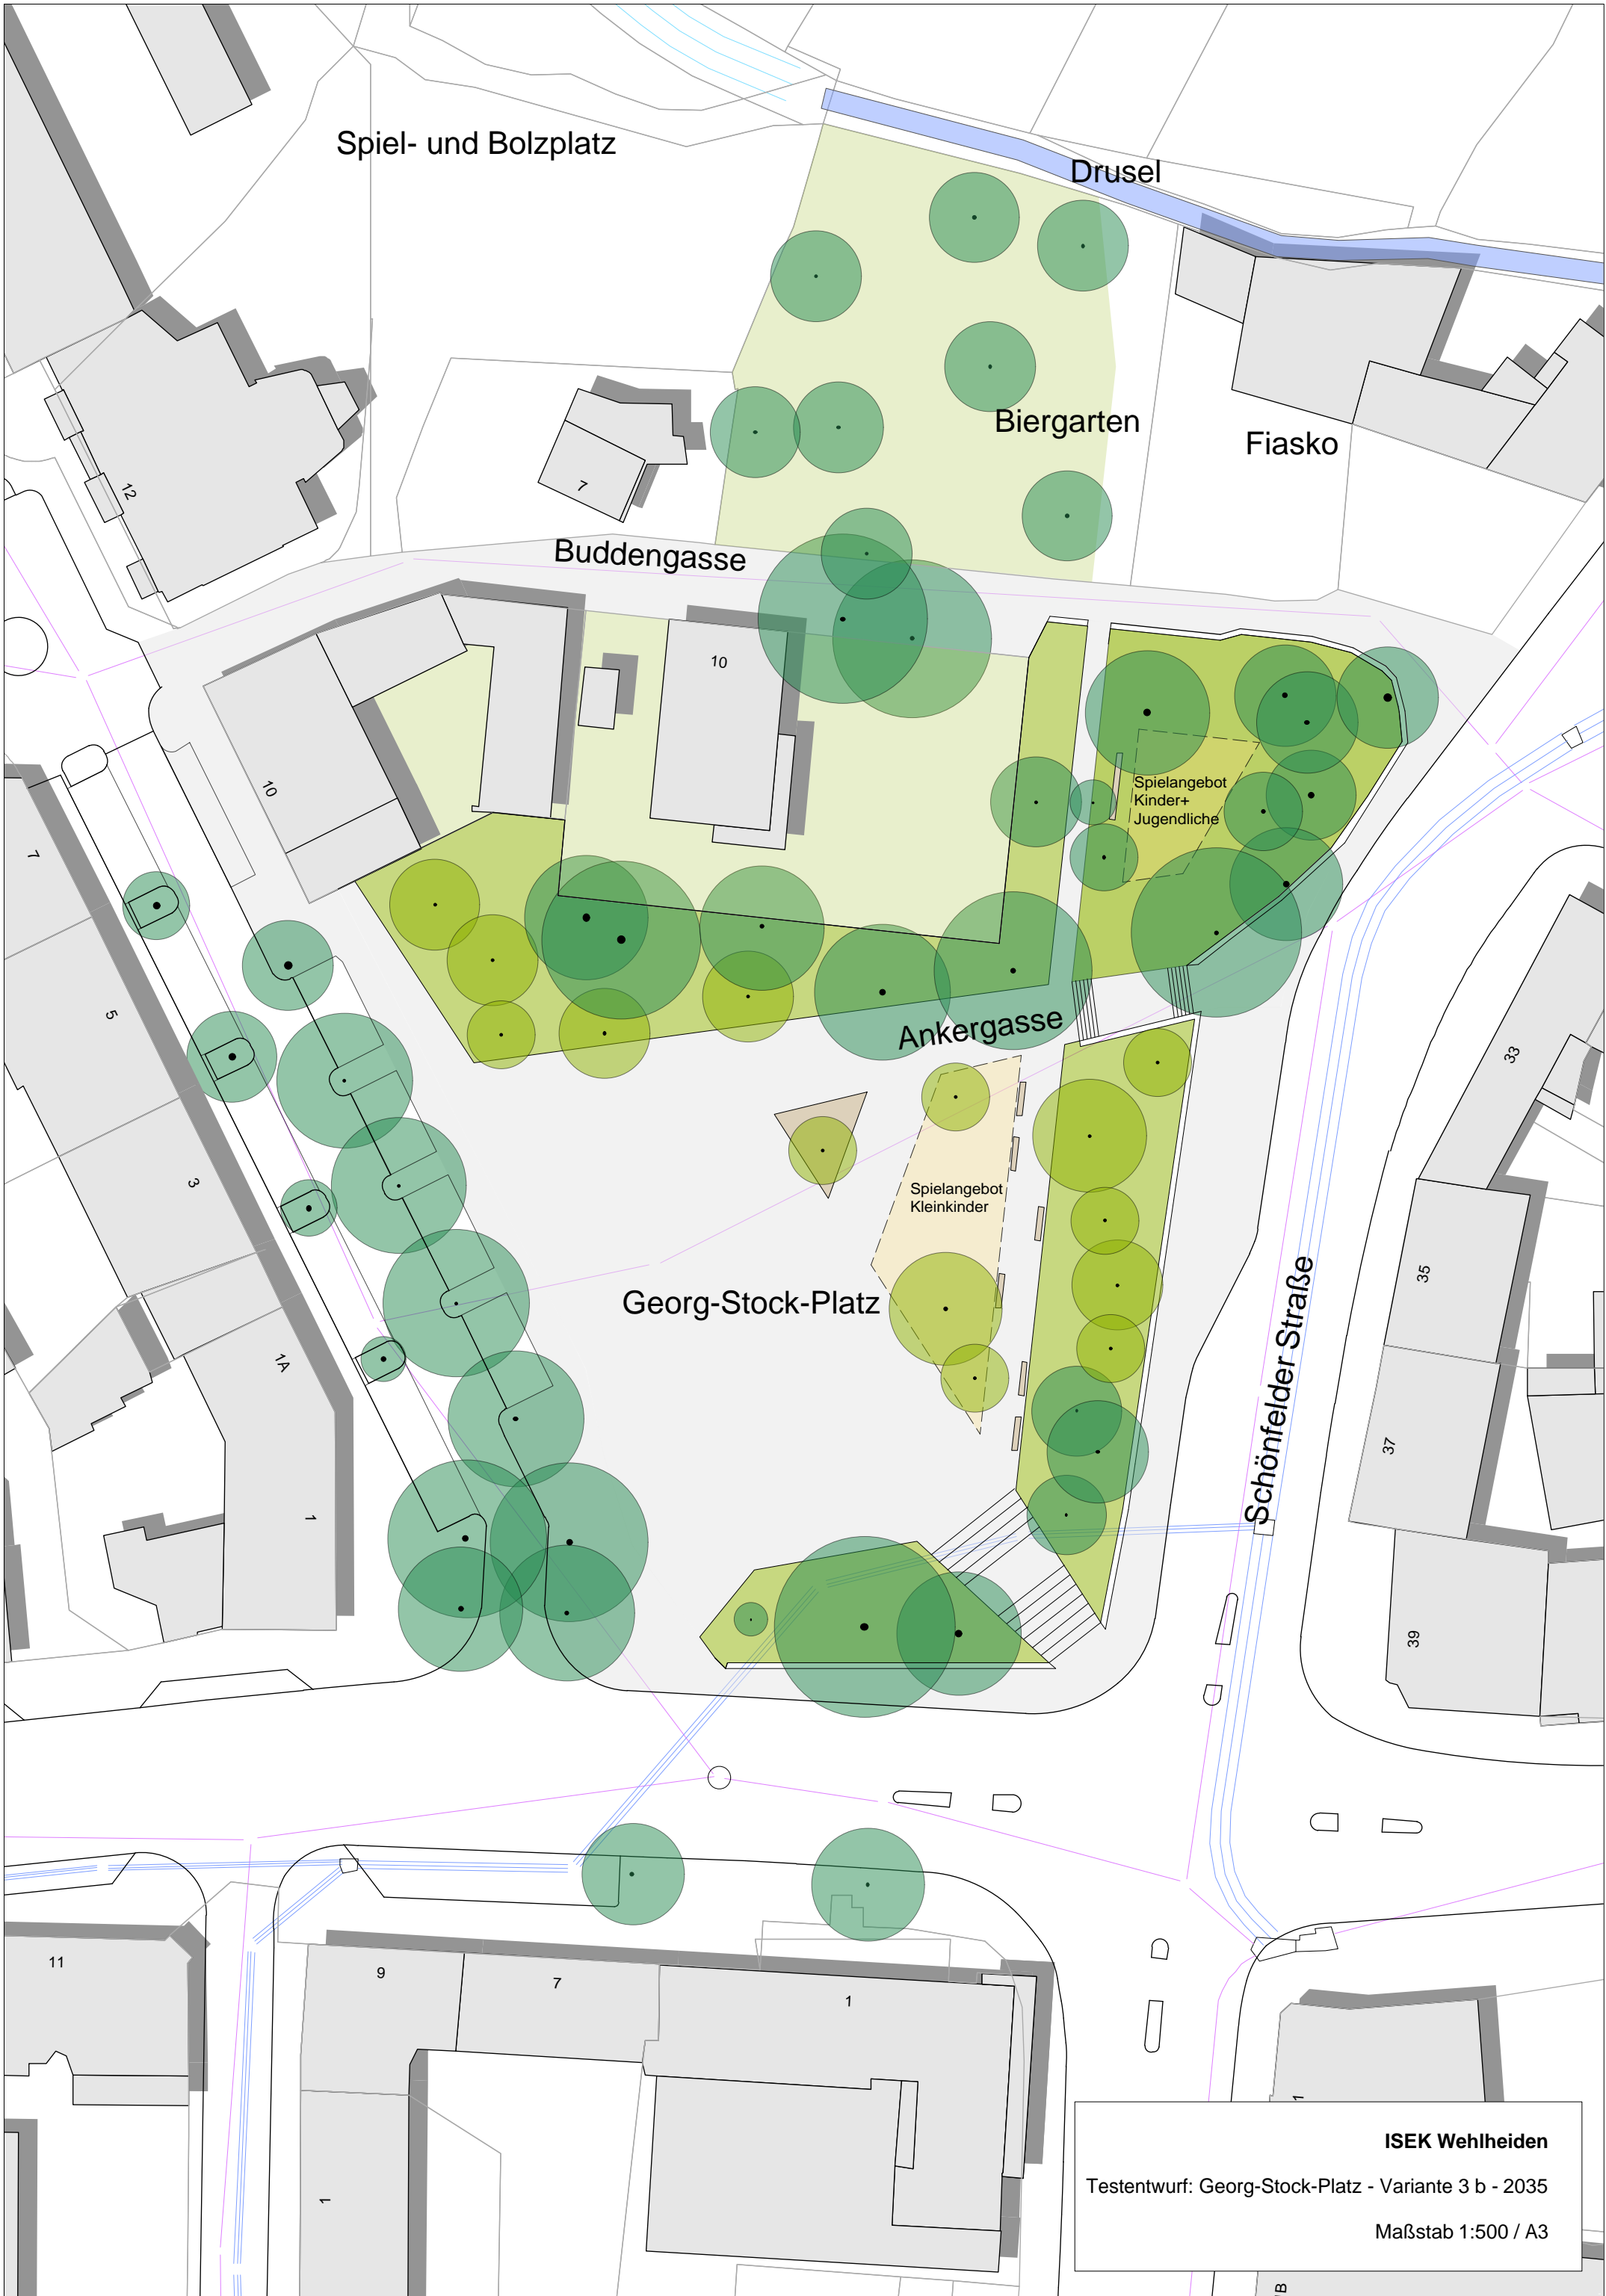 Spiel- und Bolzplatz
Drusel
Biergarten
Fiasko
12
7
Buddengasse
10
10
Spielangebot
Kinder+
Jugendliche
7
5
3
1A
1
Ankergasse
Spielangebot
Kleinkinder
Georg-Stock-Platz
Schönfelder Straße
33
35
37
39
11
9
7
1
1
1
ISEK Wehlheiden
Testentwurf: Georg-Stock-Platz - Variante 3 b - 2035
Maßstab 1:500 / A3
B